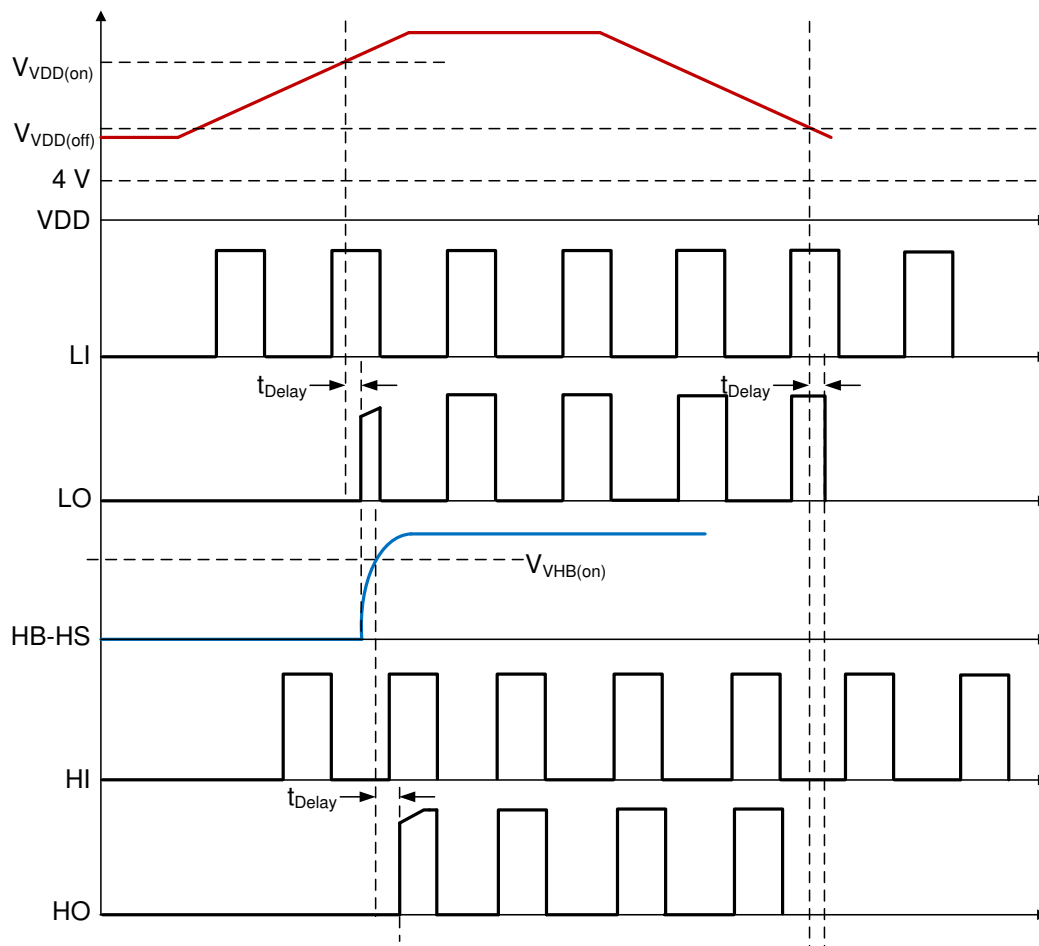 VVDD(on)
VVDD(off)
4 V
VDD
LI
tDelay
tDelay
LO
VVHB(on)
HB-HS
HI
tDelay
HO